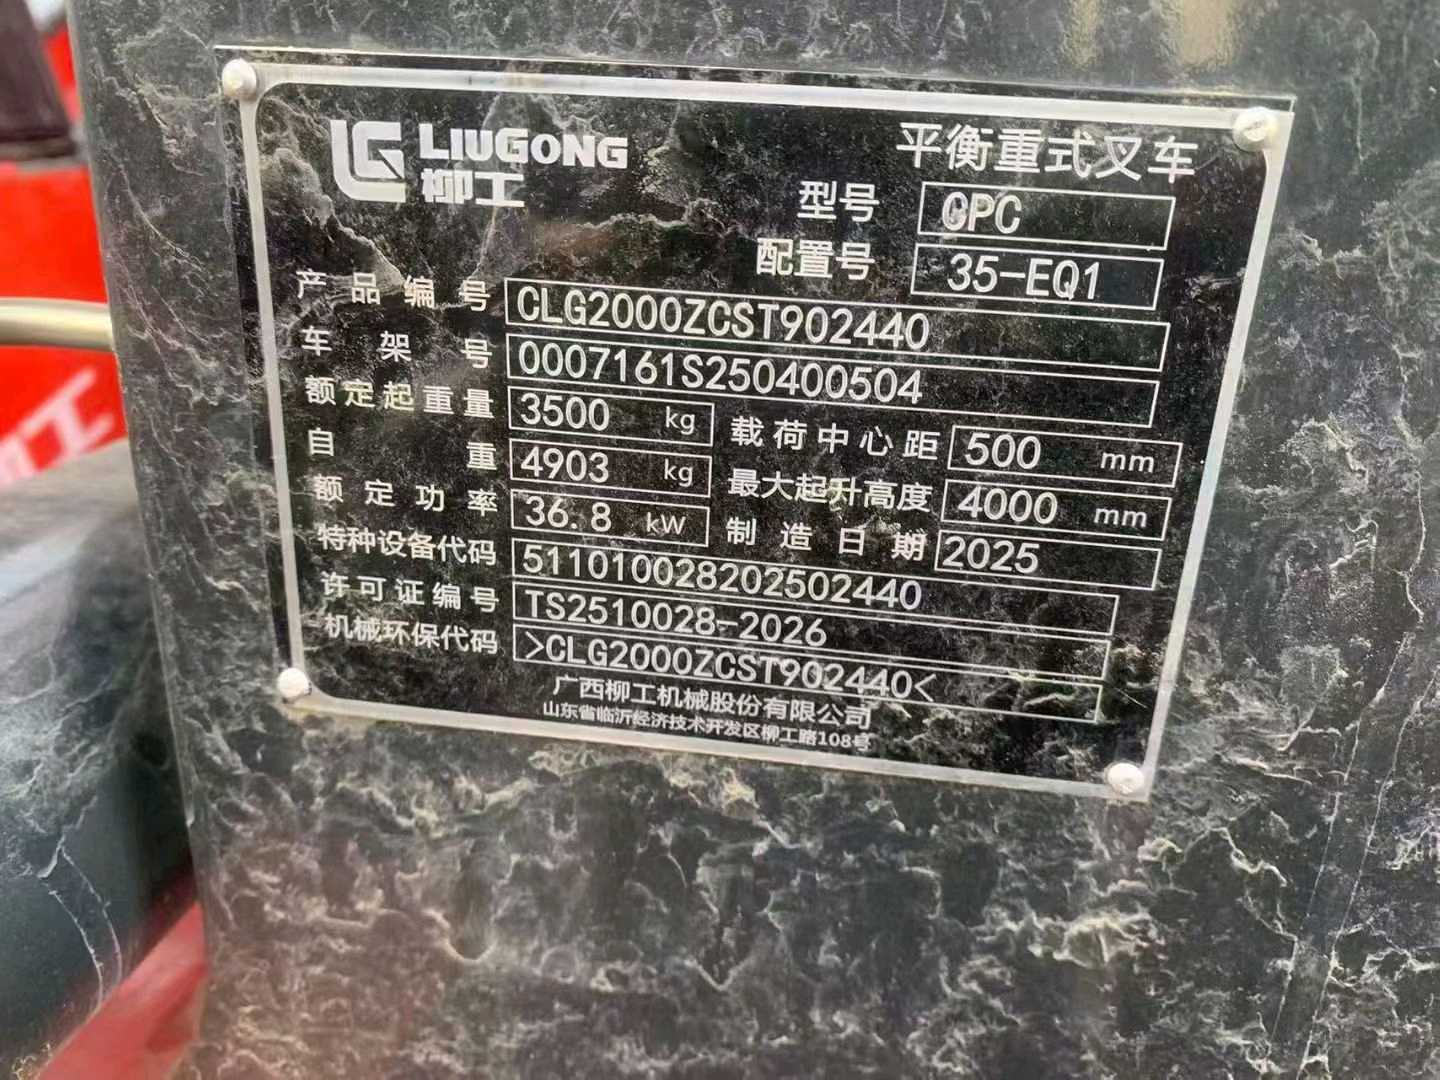 LIUGONG
柳工
平衡重式叉车
型号 CPC
配置号 35-EQ1
产品编号 CLG2000ZCST902440
车架号 0007161S250400504
额定起重量 3500 kg 载荷中心距 500 mm
自重 4903 kg 最大起升高度 4000 mm
额定功率 36.8 kW 制造日期 2025
特种设备代码 511010028202502440
许可证编号 TS2510028-2026
机械环保代码 >CLG2000ZCST902440<
广西柳工机械股份有限公司
山东省临沂经济技术开发区柳工路108号
工